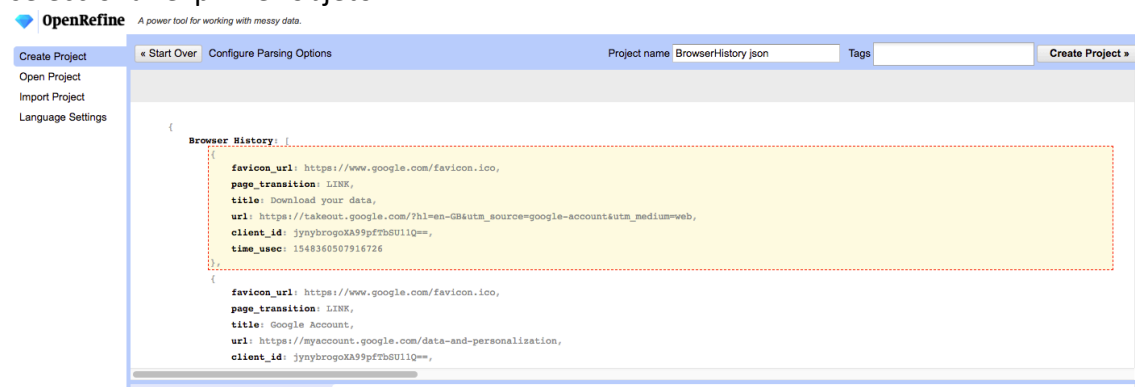 OpenRefine A power tool for working with messy data.
Create Project
Open Project
Import Project
Language Settings
« Start Over Configure Parsing Options Project name BrowserHistory json Tags Create Project »
{
Browser History: [
{
favicon_url: https://www.google.com/favicon.ico,
page_transition: LINK,
title: Download your data,
url: https://takeout.google.com/?hl=en-GB&utm_source=google-account&utm_medium=web,
client_id: jynybrogoXA99pfTbSU11Q==,
time_usec: 1548360507916726
},
{
favicon_url: https://www.google.com/favicon.ico,
page_transition: LINK,
title: Google Account,
url: https://myaccount.google.com/data-and-personalization,
client_id: jynybrogoXA99pfTbSU11Q==,